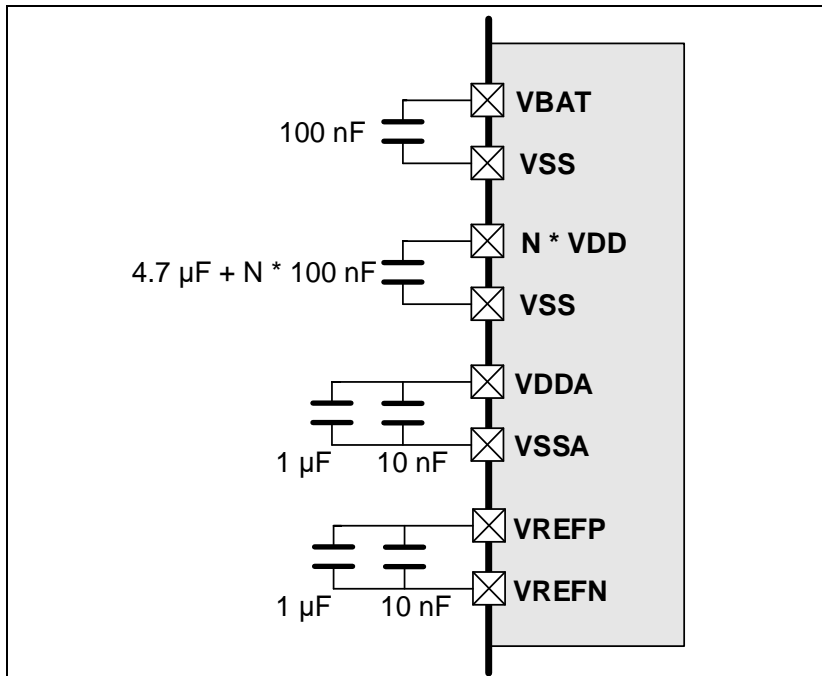 VBAT
100 nF
VSS
N * VDD
4.7 µF + N * 100 nF
VSS
VDDA
VSSA
1 µF 10 nF
VREFP
VREFN
1 µF 10 nF